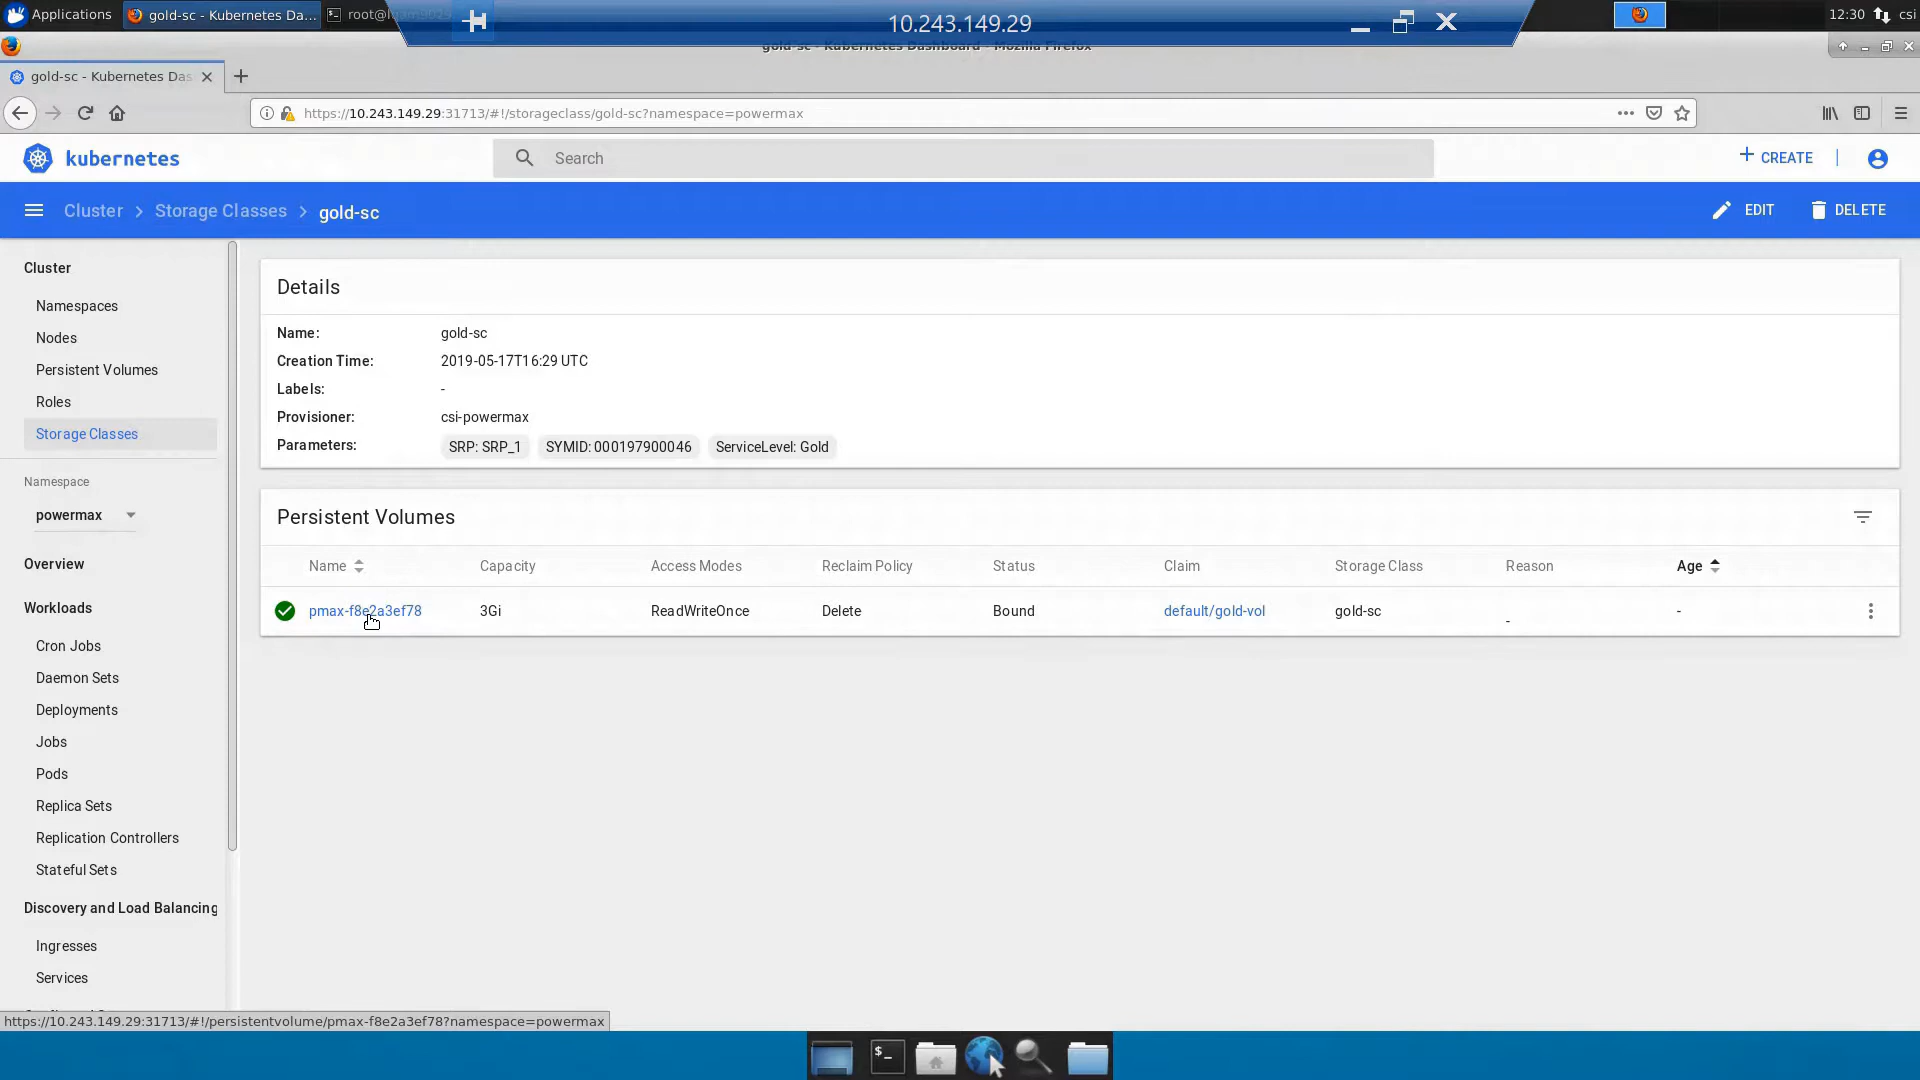 Applications
gold-sc - Kubernetes Da...
10.243.149.29
12:30
csi
gold-sc - Kubernetes Dashboard - Mozilla Firefox
gold-sc - Kubernetes Das
https://10.243.149.29:31713/#!/storageclass/gold-sc?namespace=powermax
kubernetes
Search
CREATE
Cluster
Storage Classes
gold-sc
EDIT
DELETE
Cluster
Namespaces
Nodes
Persistent Volumes
Roles
Storage Classes
Namespace
powermax
Overview
Workloads
Cron Jobs
Daemon Sets
Deployments
Jobs
Pods
Replica Sets
Replication Controllers
Stateful Sets
Discovery and Load Balancing
Ingresses
Services
Details
Name: gold-sc
Creation Time: 2019-05-17T16:29 UTC
Labels: -
Provisioner: csi-powermax
Parameters: SRP: SRP_1 SYMID: 000197900046 ServiceLevel: Gold
Persistent Volumes
Name Capacity Access Modes Reclaim Policy Status Claim Storage Class Reason Age
pmax-f8e2a3ef78 3Gi ReadWriteOnce Delete Bound default/gold-vol gold-sc - -
https://10.243.149.29:31713/#!/persistentvolume/pmax-f8e2a3ef78?namespace=powermax